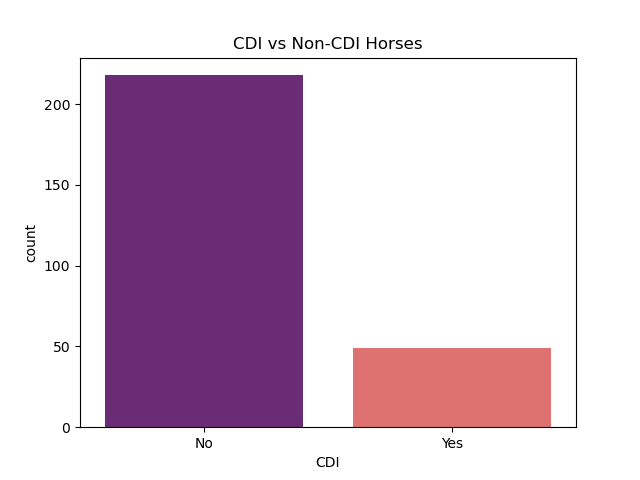 CDI vs Non-CDI Horses
200
150
100
50
0
count
No
Yes
CDI